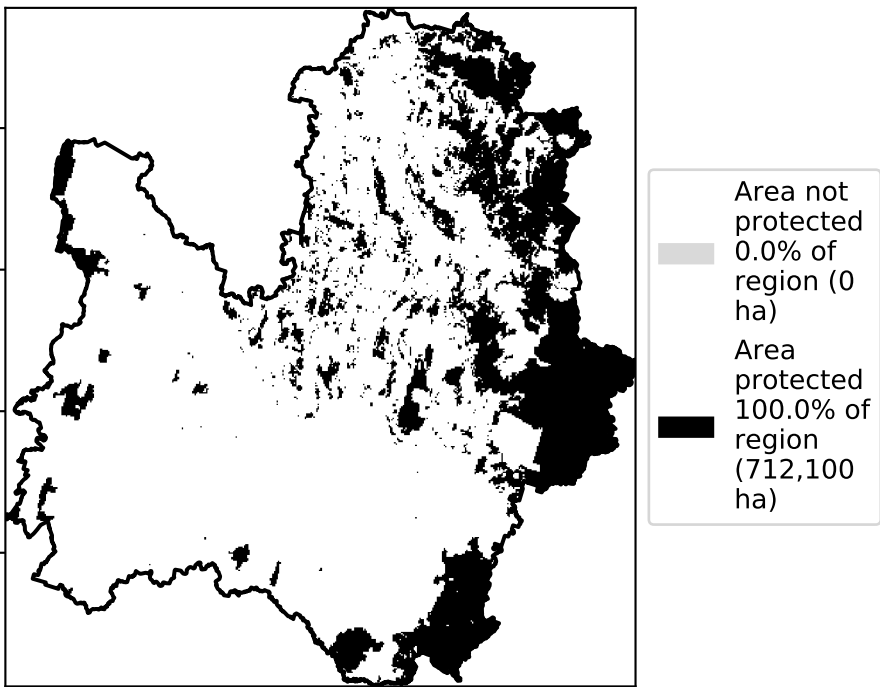 Area not
protected
0.0% of
region (0
ha)
Area
protected
100.0% of
region
(712,100
ha)